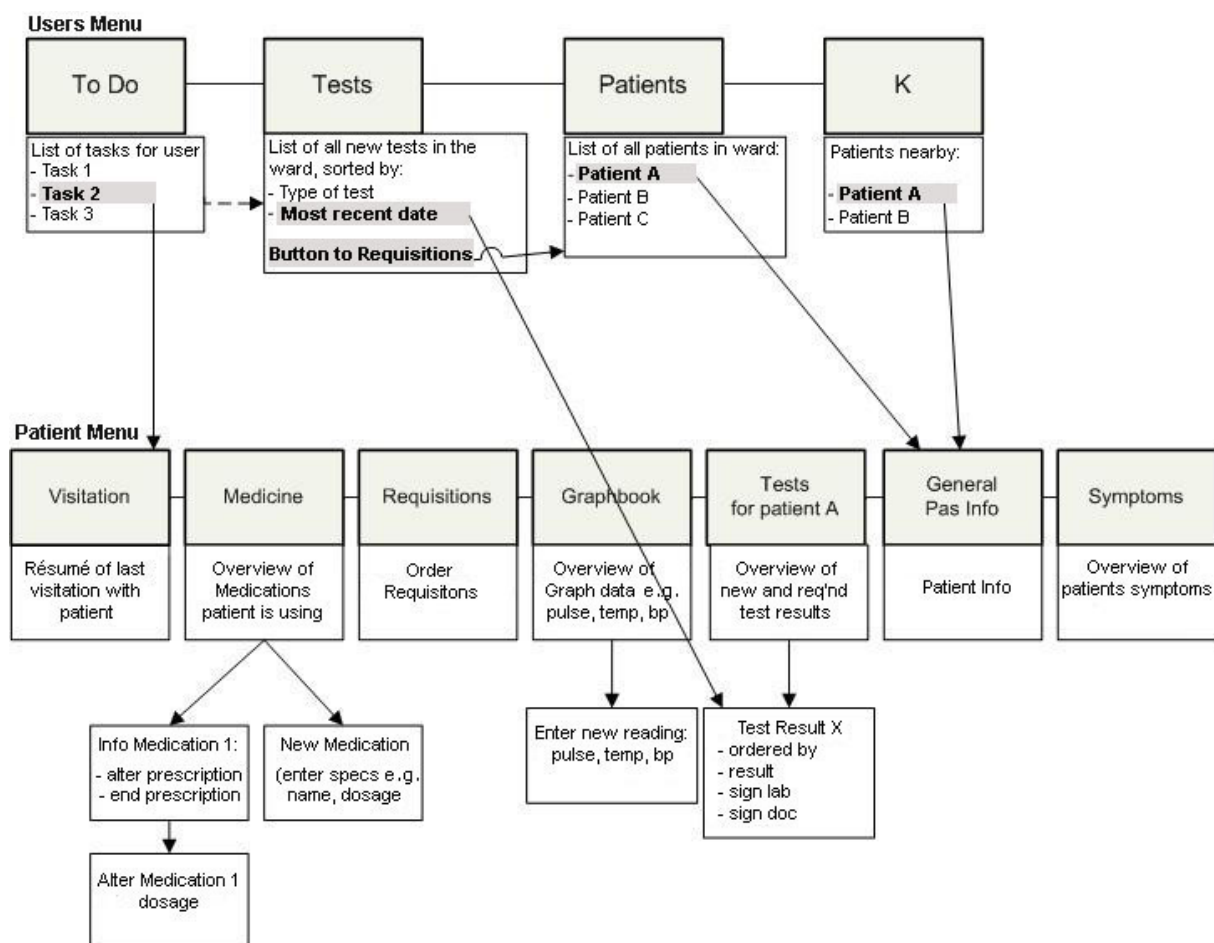 Users Menu
To Do
Tests
Patients
K
List of tasks for user
- Task 1
- Task 2
- Task 3
List of all new tests in the
ward, sorted by:
- Type of test
- Most recent date
Button to Requisitions
List of all patients in ward:
- Patient A
- Patient B
- Patient C
Patients nearby:
- Patient A
- Patient B
Patient Menu
Visitation
Medicine
Requisitions
Graphbook
Tests
for patient A
General
Pas Info
Symptoms
Résumé of last
visitation with
patient
Overview of
Medications
patient is using
Order
Requisitons
Overview of
Graph data e.g.
pulse, temp, bp
Overview of
new and req'nd
test results
Patient Info
Overview of
patients symptoms
Info Medication 1:
- alter prescription
- end prescription
New Medication
(enter specs e.g.
name, dosage
Enter new reading:
pulse, temp, bp
Test Result X
- ordered by
- result
- sign lab
- sign doc
Alter Medication 1
dosage